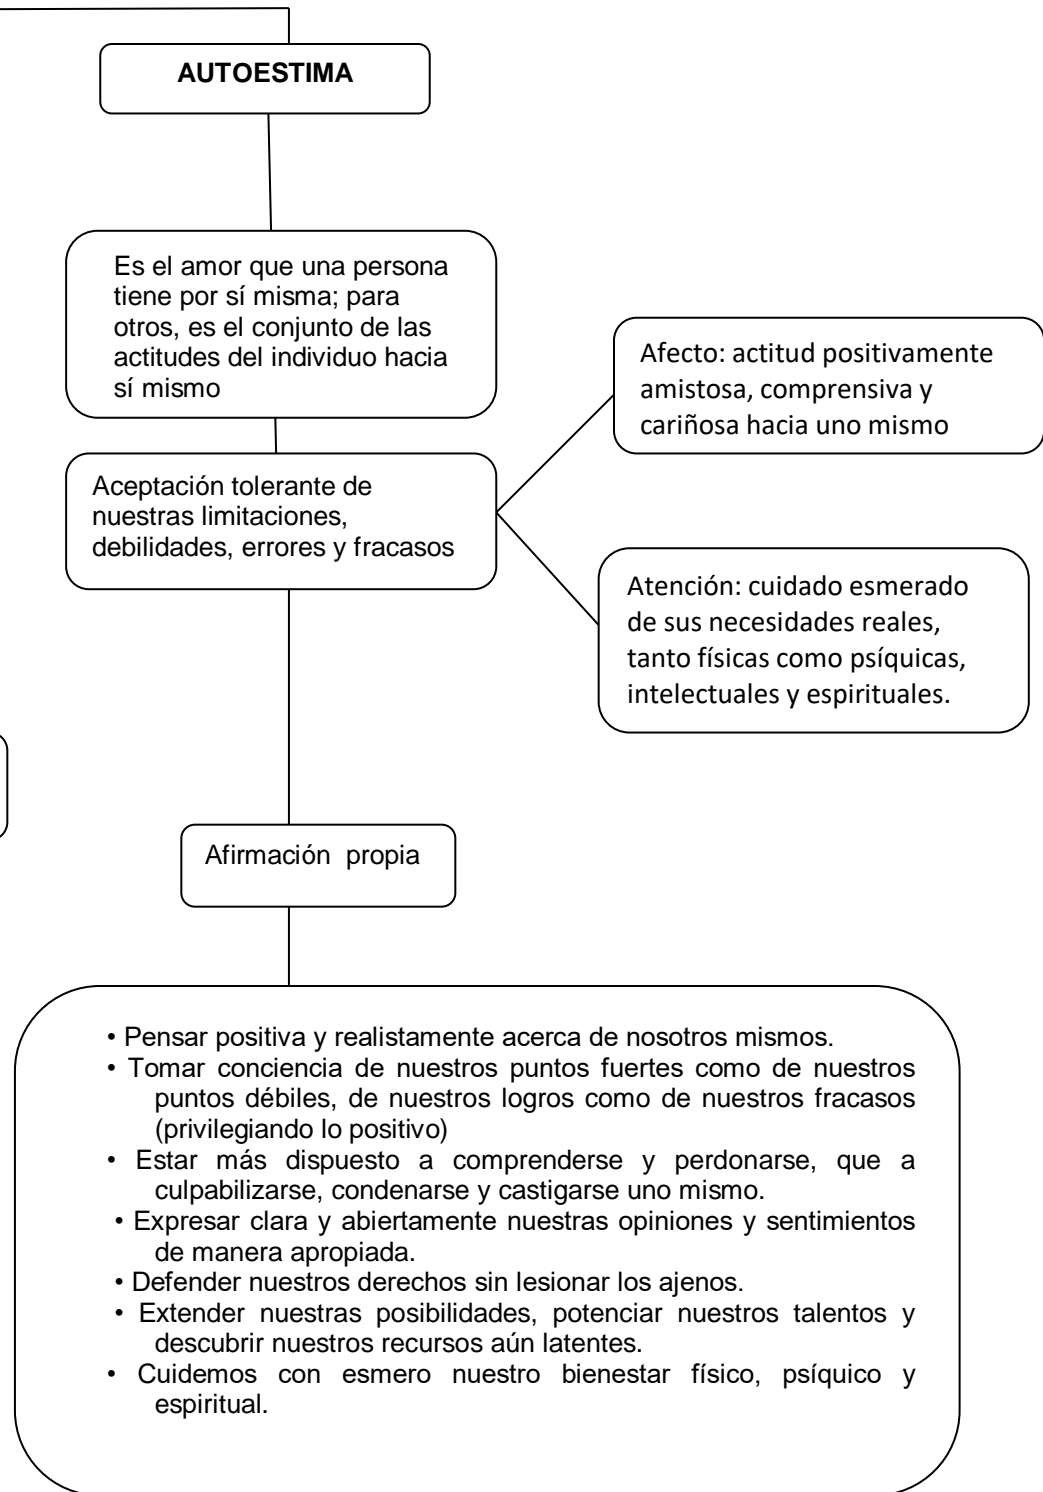 AUTOESTIMA
Es el amor que una persona
tiene por sí misma; para
otros, es el conjunto de las
actitudes del individuo hacia
sí mismo
Afecto: actitud positivamente
amistosa, comprensiva y
cariñosa hacia uno mismo
Aceptación tolerante de
nuestras limitaciones,
debilidades, errores y fracasos
Atención: cuidado esmerado
de sus necesidades reales,
tanto físicas como psíquicas,
intelectuales y espirituales.
Afirmación propia
• Pensar positiva y realistamente acerca de nosotros mismos.
• Tomar conciencia de nuestros puntos fuertes como de nuestros
puntos débiles, de nuestros logros como de nuestros fracasos
(privilegiando lo positivo)
• Estar más dispuesto a comprenderse y perdonarse, que a
culpabilizarse, condenarse y castigarse uno mismo.
• Expresar clara y abiertamente nuestras opiniones y sentimientos
de manera apropiada.
• Defender nuestros derechos sin lesionar los ajenos.
• Extender nuestras posibilidades, potenciar nuestros talentos y
descubrir nuestros recursos aún latentes.
• Cuidemos con esmero nuestro bienestar físico, psíquico y
espiritual.